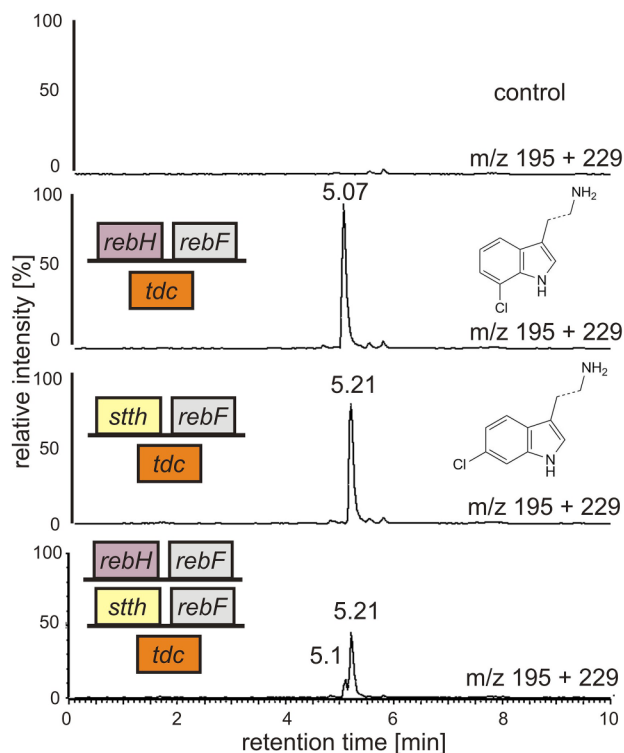 relative intensity [%]
100
50
0
control
m/z 195 + 229
100
50
0
5.07
rebH rebF
tdc
NH₂
Cl
N
H
m/z 195 + 229
100
50
0
5.21
stth rebF
tdc
NH₂
Cl
N
H
m/z 195 + 229
100
50
0
rebH rebF
stth rebF
tdc
5.21
5.1
m/z 195 + 229
0 2 4 6 8 10
retention time [min]